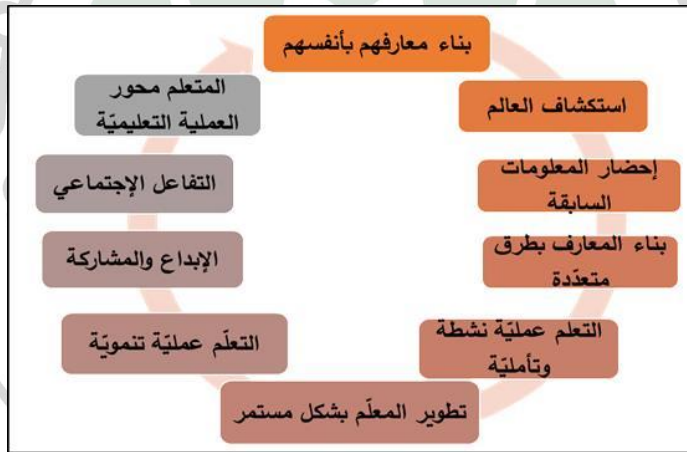 بناء معارفهم بأنفسهم
استكشاف العالم
إحضار المعلومات
السابقة
بناء المعارف بطرق
متعدّدة
التعلم عمليّة نشطة
وتأمليّة
تطوير المعلّم بشكل مستمر
التعلّم عمليّة تنمويّة
الإبداع والمشاركة
التفاعل الإجتماعي
المتعلم محور
العملية التعليميّة